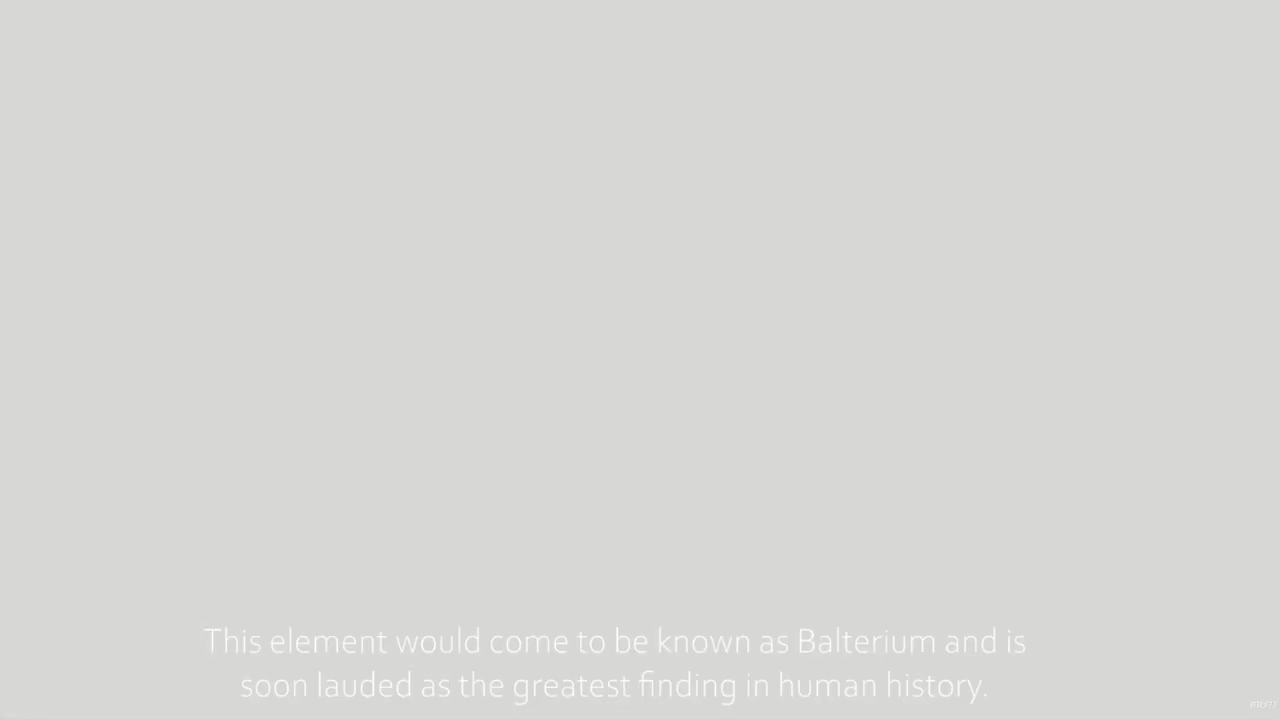 This element would come to be known as Balterium and is
soon lauded as the greatest finding in human history.